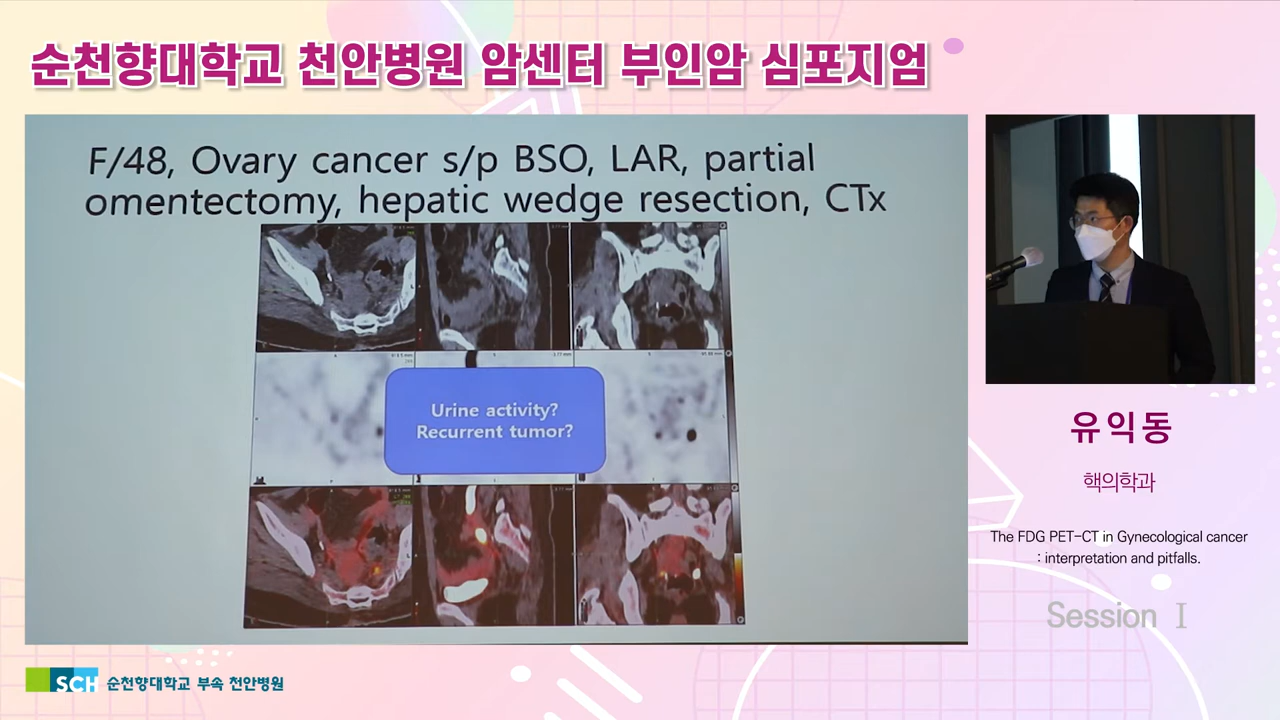 순천향대학교 천안병원 암센터 부인암 심포지엄
F/48, Ovary cancer s/p BSO, LAR, partial
omentectomy, hepatic wedge resection, CTx
Urine activity?
Recurrent tumor?
유익동
핵의학과
The FDG PET-CT in Gynecological cancer
: interpretation and pitfalls.
Session Ⅰ
SCH 순천향대학교 부속 천안병원